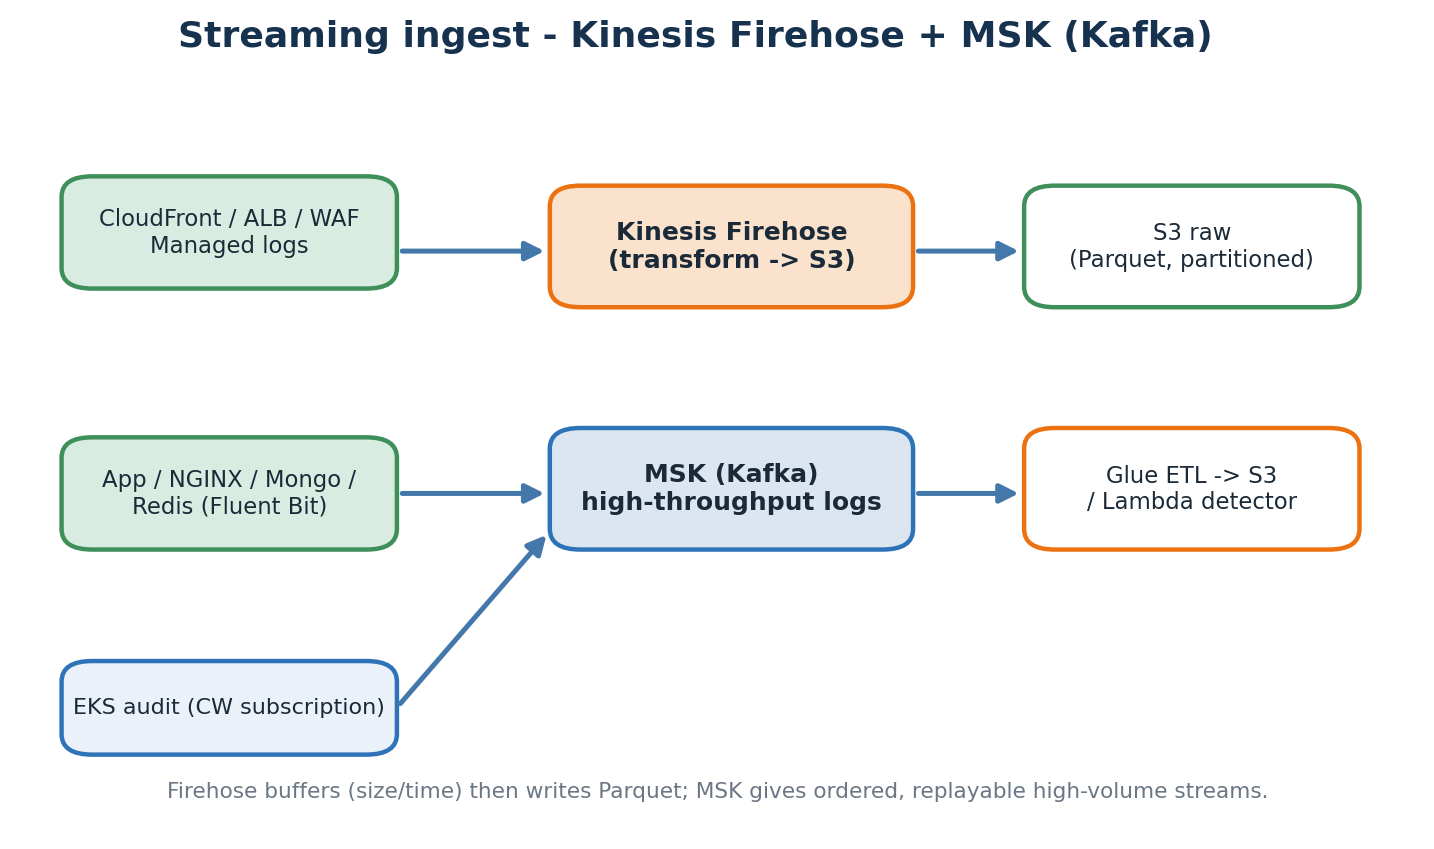 Streaming ingest - Kinesis Firehose + MSK (Kafka)
CloudFront / ALB / WAF
Managed logs
Kinesis Firehose
(transform -> S3)
S3 raw
(Parquet, partitioned)
App / NGINX / Mongo /
Redis (Fluent Bit)
MSK (Kafka)
high-throughput logs
Glue ETL -> S3
/ Lambda detector
EKS audit (CW subscription)
Firehose buffers (size/time) then writes Parquet; MSK gives ordered, replayable high-volume streams.